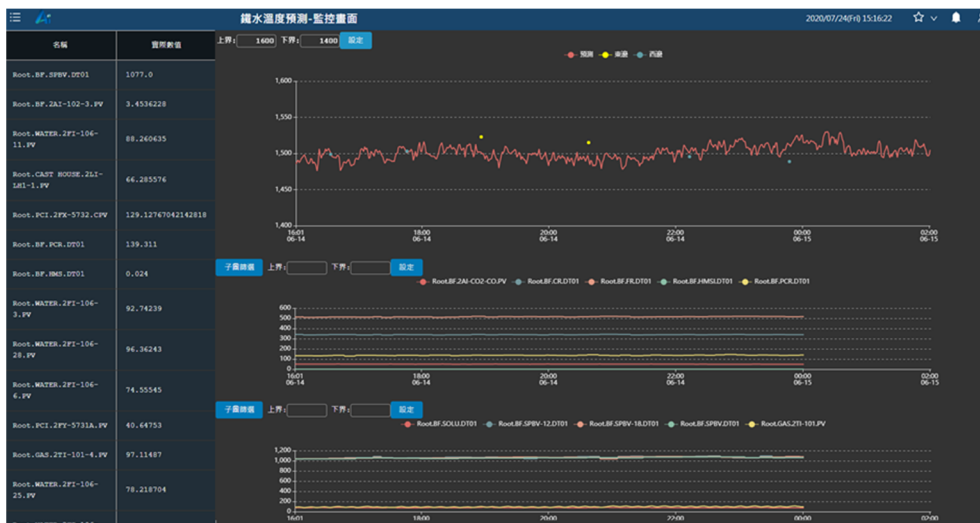 鐵水溫度預測-監控畫面
2020/07/24(Fri) 15:16:22
名稱 實際數值
Root.BF.SPBV.DT01 1077.0
Root.BF.2AI-102-3.PV 3.4536228
Root.WATER.2FI-106-
11.PV 88.260635
Root.CAST HOUSE.2LI-
LH1-1.PV 66.285576
Root.PCI.2FX-5732.CPV 129.12767042142818
Root.BF.PCR.DT01 139.311
Root.BF.HMS.DT01 0.024
Root.WATER.2FI-106-
3.PV 92.74239
Root.WATER.2FI-106-
28.PV 96.36243
Root.WATER.2FI-106-
6.PV 74.55545
Root.PCI.2FY-5731A.PV 40.64753
Root.GAS.2TI-101-4.PV 97.11487
Root.WATER.2FI-106-
25.PV 78.218704
上界: 1600 下界: 1400 設定
預測 東邊 西邊
1,600
1,550
1,500
1,450
1,400
16:01 18:00 20:00 22:00 00:00 02:00
06-14 06-14 06-14 06-14 06-15 06-15
子圖篩選 上界: 下界: 設定
Root.BF.2AI-CO2-CO.PV Root.BF.CR.DT01 Root.BF.FR.DT01 Root.BF.HMSI.DT01 Root.BF.PCR.DT01
600
500
400
300
200
100
0
16:01 18:00 20:00 22:00 00:00 02:00
06-14 06-14 06-14 06-14 06-15 06-15
子圖篩選 上界: 下界: 設定
Root.BF.SOLU.DT01 Root.BF.SPBV-12.DT01 Root.BF.SPBV-18.DT01 Root.BF.SPBV.DT01 Root.GAS.2TI-101.PV
1,200
1,000
800
600
400
200
0
16:01 18:00 20:00 22:00 00:00 02:00